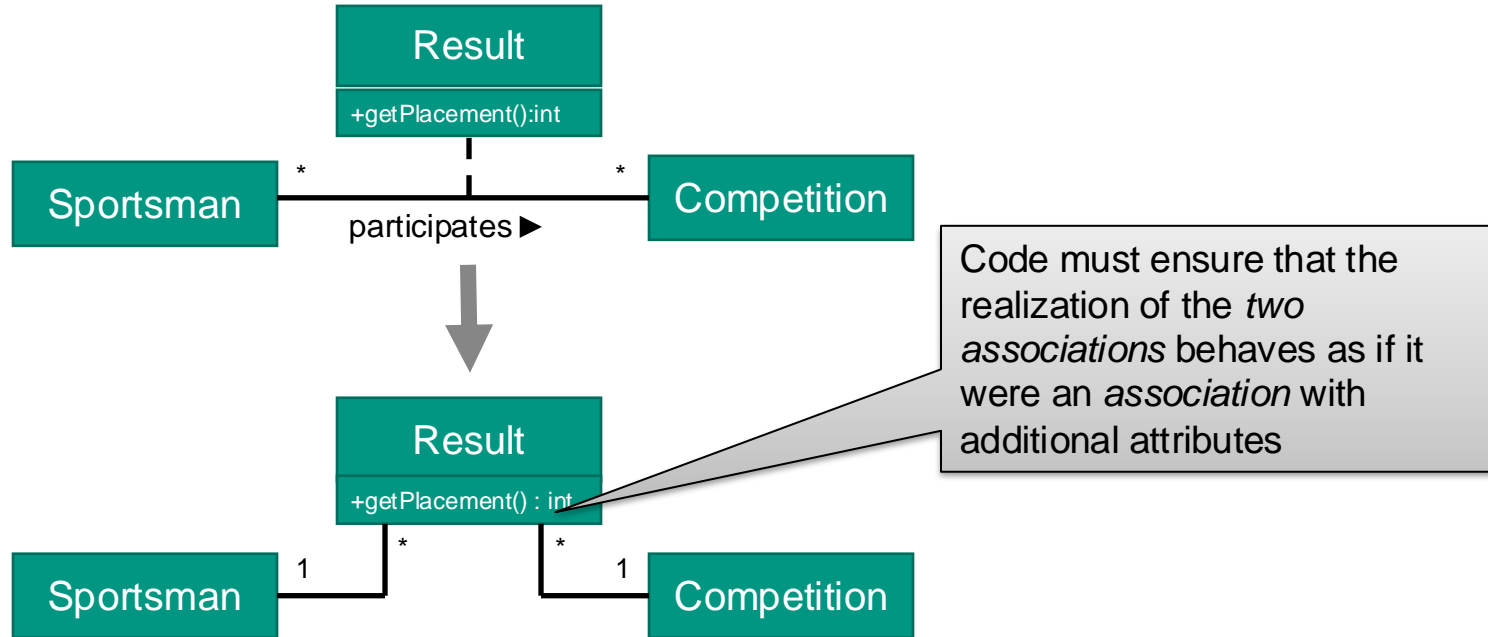 Result
+getPlacement():int
* *
Sportsman
Competition
participates ►
Code must ensure that the
realization of the two
associations behaves as if it
were an association with
additional attributes
Result
+getPlacement() : int
* *
1 1
Sportsman
Competition